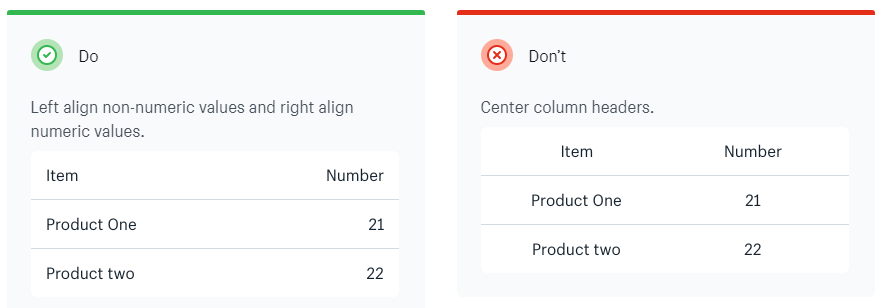 Do
Left align non-numeric values and right align
numeric values.
Item Number
Product One 21
Product two 22
Don’t
Center column headers.
Item Number
Product One 21
Product two 22